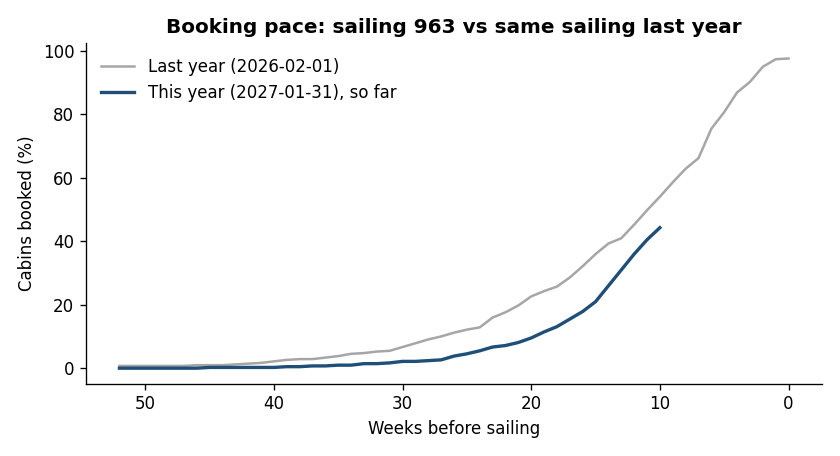 Booking pace: sailing 963 vs same sailing last year
Last year (2026-02-01)
This year (2027-01-31), so far
Cabins booked (%)
100
80
60
40
20
0
50 40 30 20 10 0
Weeks before sailing